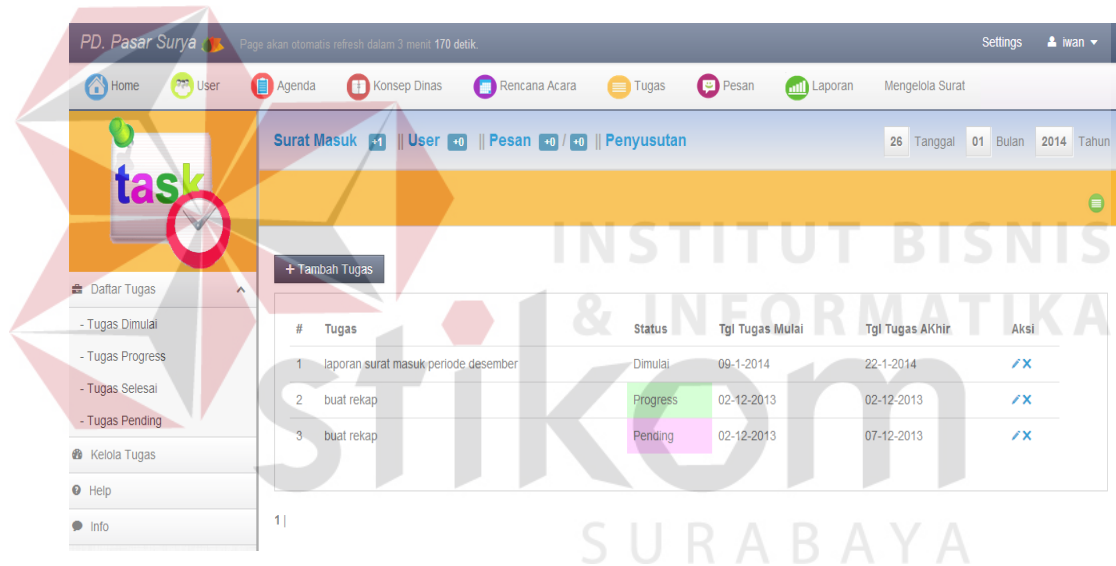 PD. Pasar Surya Page akan otomatis refresh dalam 3 menit 170 detik. Settings iwan
Home User Agenda Konsep Dinas Rencana Acara Tugas Pesan Laporan Mengelola Surat
task
Surat Masuk +1 || User +0 || Pesan +0 / +0 || Penyusutan 26 Tanggal 01 Bulan 2014 Tahun
INSTITUT BISNIS
& INFORMATIKA
stikom
SURABAYA
Daftar Tugas
- Tugas Dimulai
- Tugas Progress
- Tugas Selesai
- Tugas Pending
Kelola Tugas
Help
Info
+ Tambah Tugas
# Tugas Status Tgl Tugas Mulai Tgl Tugas AKhir Aksi
1 laporan surat masuk periode desember Dimulai 09-1-2014 22-1-2014
2 buat rekap Progress 02-12-2013 02-12-2013
3 buat rekap Pending 02-12-2013 07-12-2013
1 |